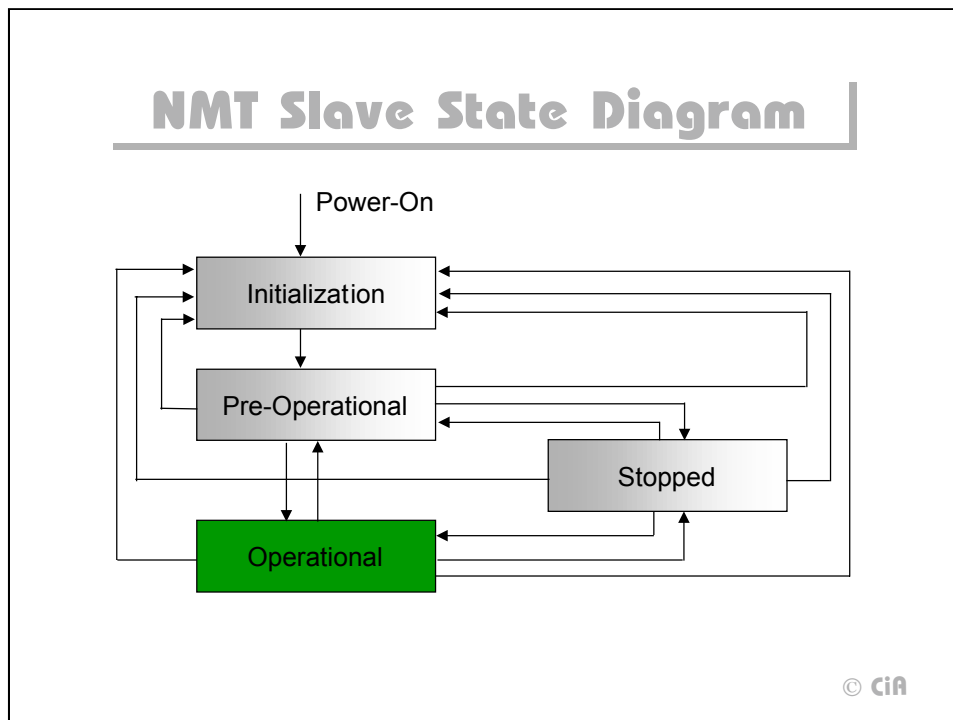 NMT Slave State Diagram
Power-On
Initialization
Pre-Operational
Stopped
Operational
© CiA